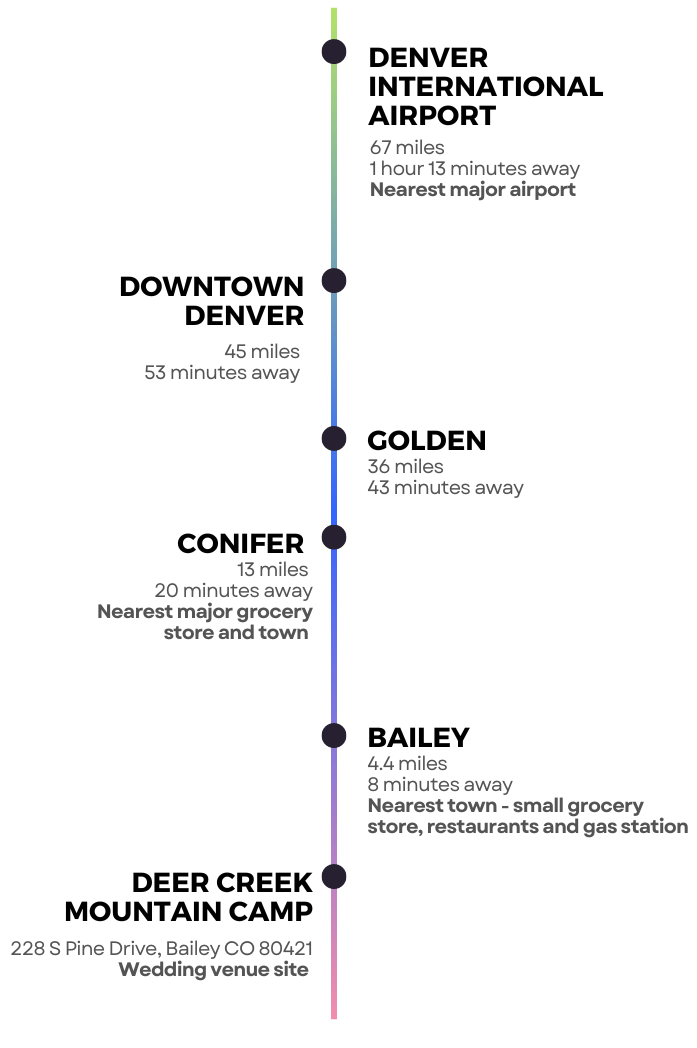 DENVER
INTERNATIONAL
AIRPORT
67 miles
1 hour 13 minutes away
Nearest major airport
DOWNTOWN
DENVER
45 miles
53 minutes away
GOLDEN
36 miles
43 minutes away
CONIFER
13 miles
20 minutes away
Nearest major grocery
store and town
BAILEY
4.4 miles
8 minutes away
Nearest town - small grocery
store, restaurants and gas station
DEER CREEK
MOUNTAIN CAMP
228 S Pine Drive, Bailey CO 80421
Wedding venue site